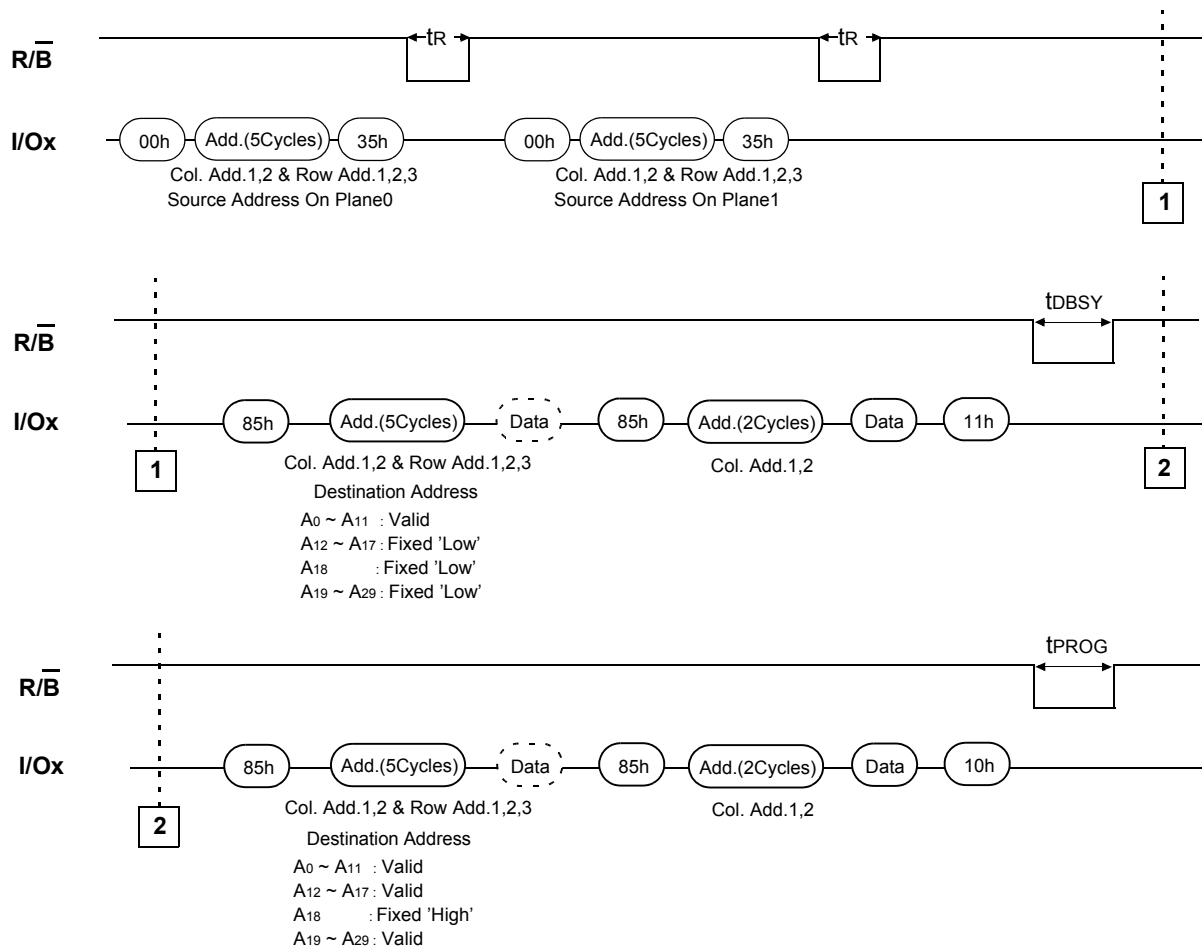 R/B tR tR
I/Ox 00h Add.(5Cycles) 35h 00h Add.(5Cycles) 35h
Col. Add.1,2 & Row Add.1,2,3 Col. Add.1,2 & Row Add.1,2,3
Source Address On Plane0 Source Address On Plane1
1
R/B tDBSY
I/Ox 85h Add.(5Cycles) Data 85h Add.(2Cycles) Data 11h
1 Col. Add.1,2 & Row Add.1,2,3 Col. Add.1,2 2
Destination Address
A0 ~ A11 : Valid
A12 ~ A17 : Fixed 'Low'
A18 : Fixed 'Low'
A19 ~ A29 : Fixed 'Low'
R/B tPROG
I/Ox 85h Add.(5Cycles) Data 85h Add.(2Cycles) Data 10h
2 Col. Add.1,2 & Row Add.1,2,3 Col. Add.1,2
Destination Address
A0 ~ A11 : Valid
A12 ~ A17 : Valid
A18 : Fixed 'High'
A19 ~ A29 : Valid